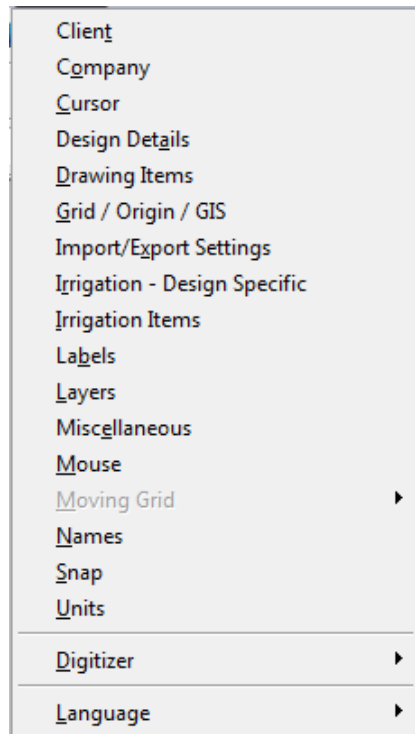 Client
Company
Cursor
Design Details
Drawing Items
Grid / Origin / GIS
Import/Export Settings
Irrigation - Design Specific
Irrigation Items
Labels
Layers
Miscellaneous
Mouse
Moving Grid
Names
Snap
Units
Digitizer
Language